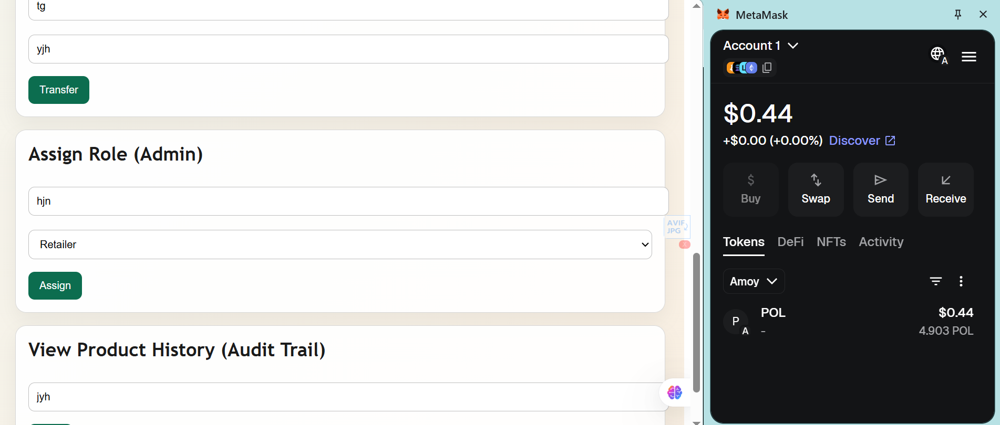 tg
yjh
Transfer
Assign Role (Admin)
hjn
Retailer
Assign
View Product History (Audit Trail)
jyh
AVIF
JPG
x
MetaMask
Account 1
A
$0.44
+$0.00 (+0.00%) Discover
$
Buy
Swap
Send
Receive
Tokens
DeFi
NFTs
Activity
Amoy
P
A
POL
$0.44
-
4.903 POL